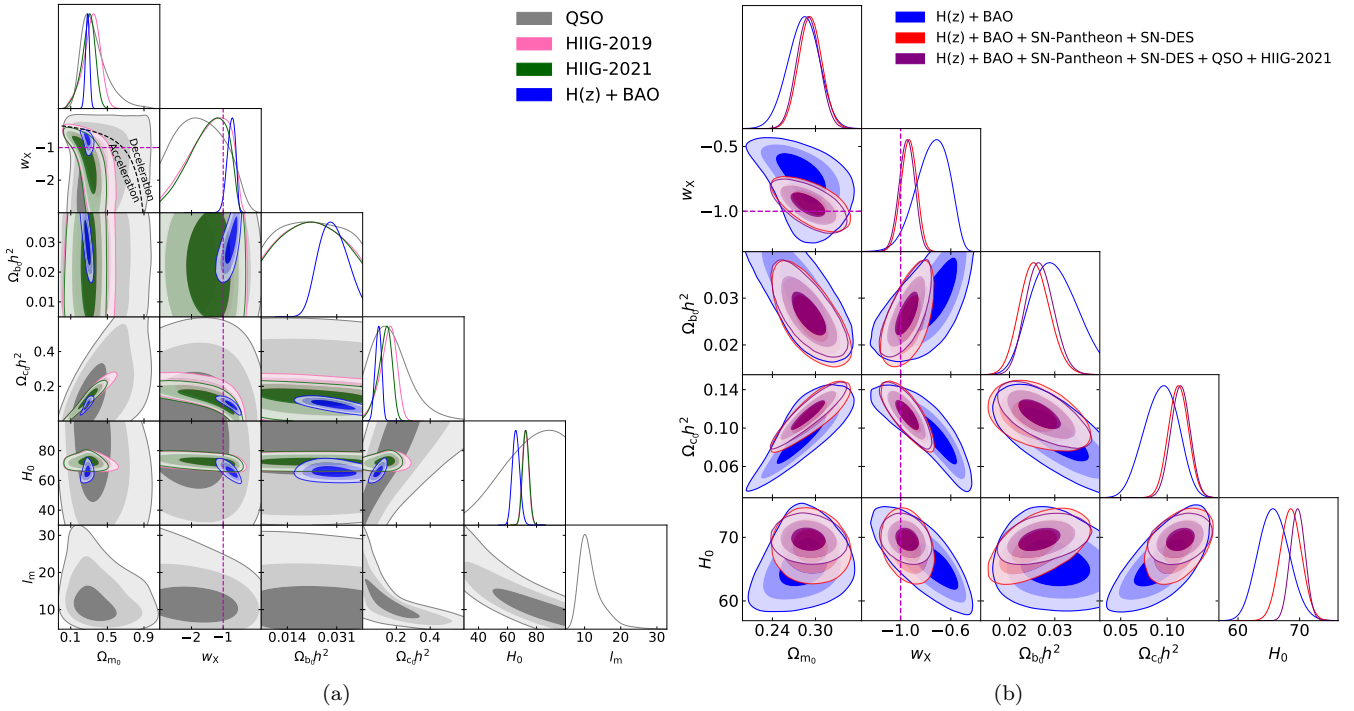 QSO
HIIG-2019
HIIG-2021
H(z) + BAO
w_X
−1
−2
Deceleration
Acceleration
Ω_{b_0}h^2
0.03
0.02
0.01
Ω_{c_0}h^2
0.4
0.2
H_0
80
60
40
l_m
30
20
10
0.1 0.5 0.9
−2 −1
0.014 0.031
0.2 0.4
40 80
10 20 30
Ω_{m_0} w_X Ω_{b_0}h^2 Ω_{c_0}h^2 H_0 l_m
(a)
H(z) + BAO
H(z) + BAO + SN-Pantheon + SN-DES
H(z) + BAO + SN-Pantheon + SN-DES + QSO + HIIG-2021
w_X
−0.5
−1.0
Ω_{b_0}h^2
0.03
0.02
Ω_{c_0}h^2
0.14
0.10
0.06
H_0
70
60
0.24 0.30
−1.0 −0.6
0.02 0.03
0.05 0.10
60 70
Ω_{m_0} w_X Ω_{b_0}h^2 Ω_{c_0}h^2 H_0
(b)